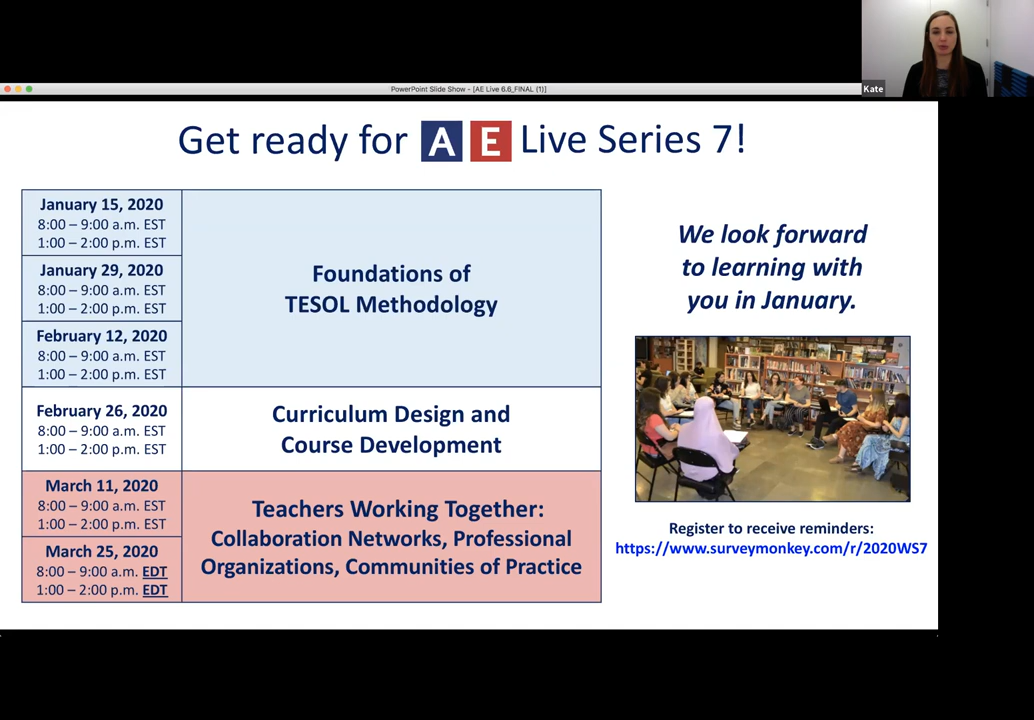 Kate
PowerPoint Slide Show - [AE Live 6.6_FINAL (1)]
Get ready for A E Live Series 7!
January 15, 2020
8:00 – 9:00 a.m. EST
1:00 – 2:00 p.m. EST
January 29, 2020
8:00 – 9:00 a.m. EST
1:00 – 2:00 p.m. EST
February 12, 2020
8:00 – 9:00 a.m. EST
1:00 – 2:00 p.m. EST
Foundations of
TESOL Methodology
February 26, 2020
8:00 – 9:00 a.m. EST
1:00 – 2:00 p.m. EST
Curriculum Design and
Course Development
March 11, 2020
8:00 – 9:00 a.m. EST
1:00 – 2:00 p.m. EST
March 25, 2020
8:00 – 9:00 a.m. EDT
1:00 – 2:00 p.m. EDT
Teachers Working Together:
Collaboration Networks, Professional
Organizations, Communities of Practice
We look forward
to learning with
you in January.
Register to receive reminders:
https://www.surveymonkey.com/r/2020WS7